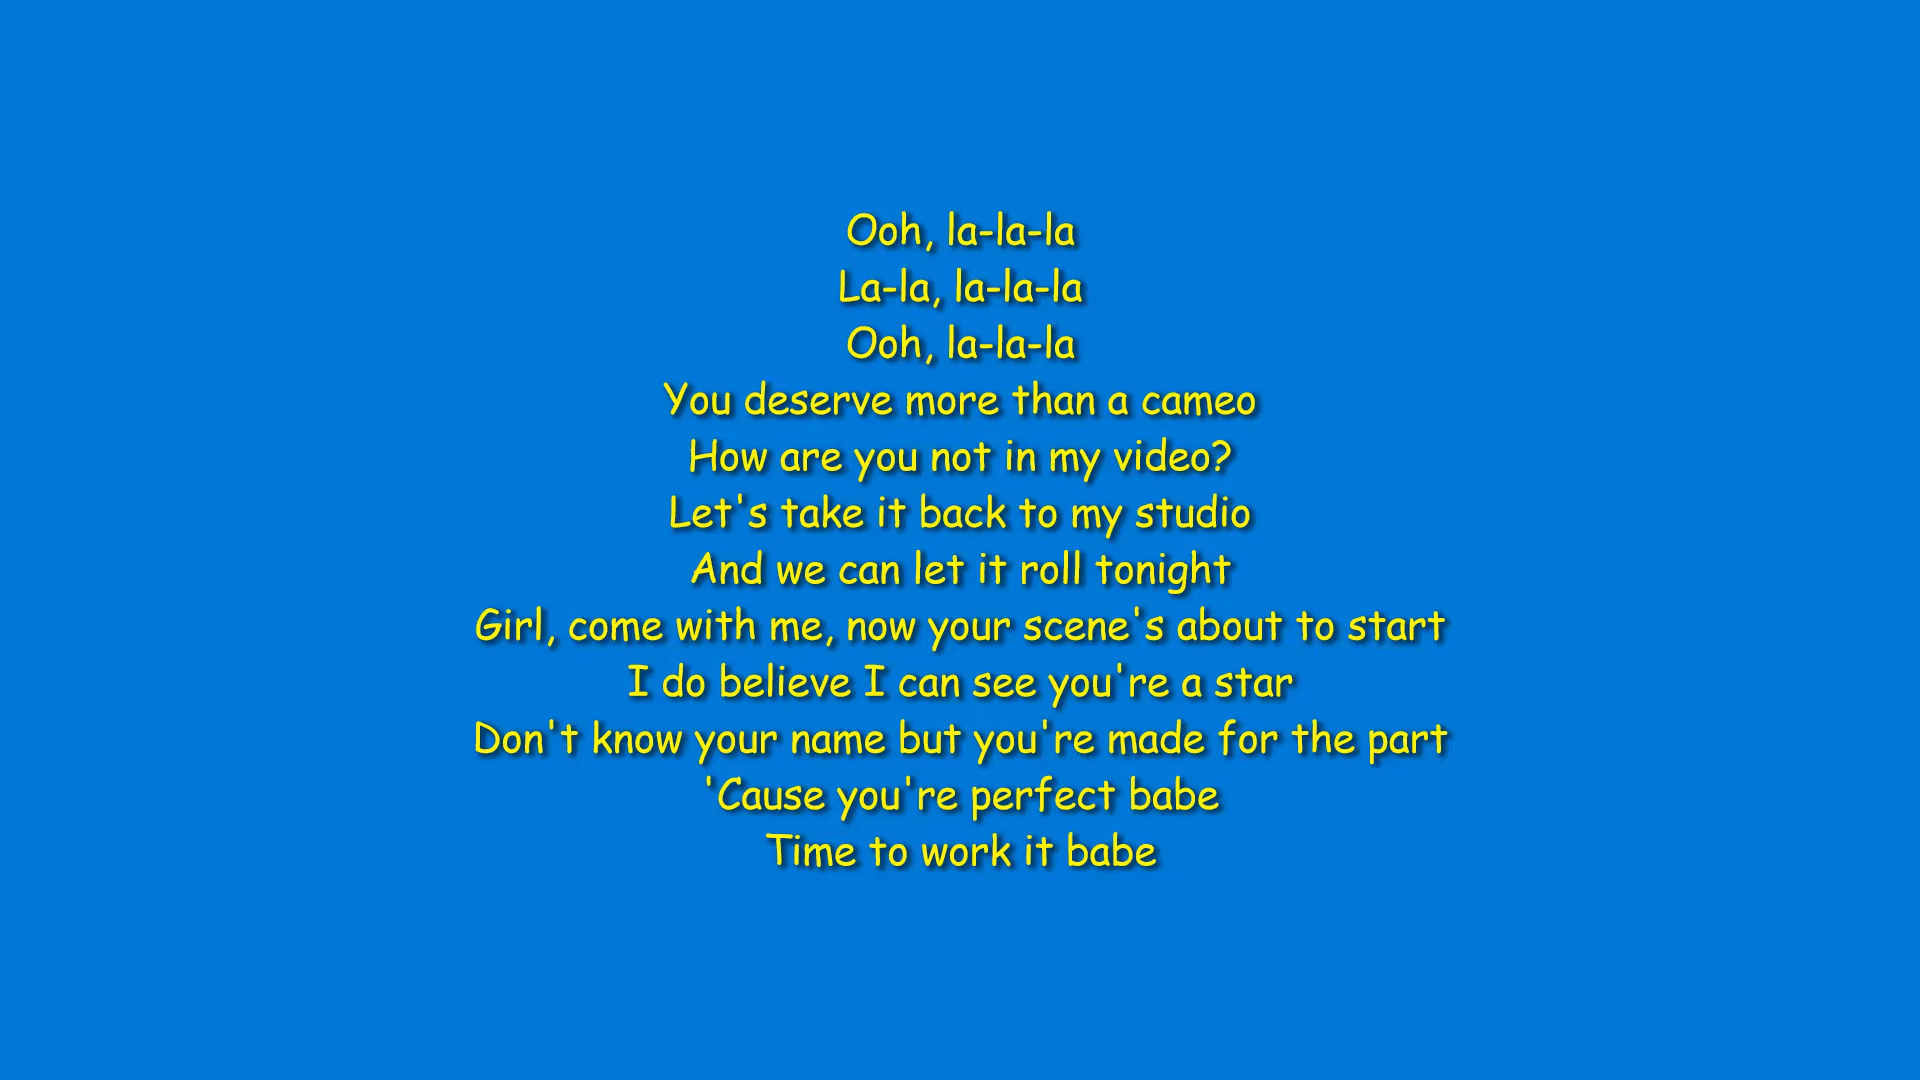 Ooh, la-la-la
La-la, la-la-la
Ooh, la-la-la
You deserve more than a cameo
How are you not in my video?
Let's take it back to my studio
And we can let it roll tonight
Girl, come with me, now your scene's about to start
I do believe I can see you're a star
Don't know your name but you're made for the part
'Cause you're perfect babe
Time to work it babe